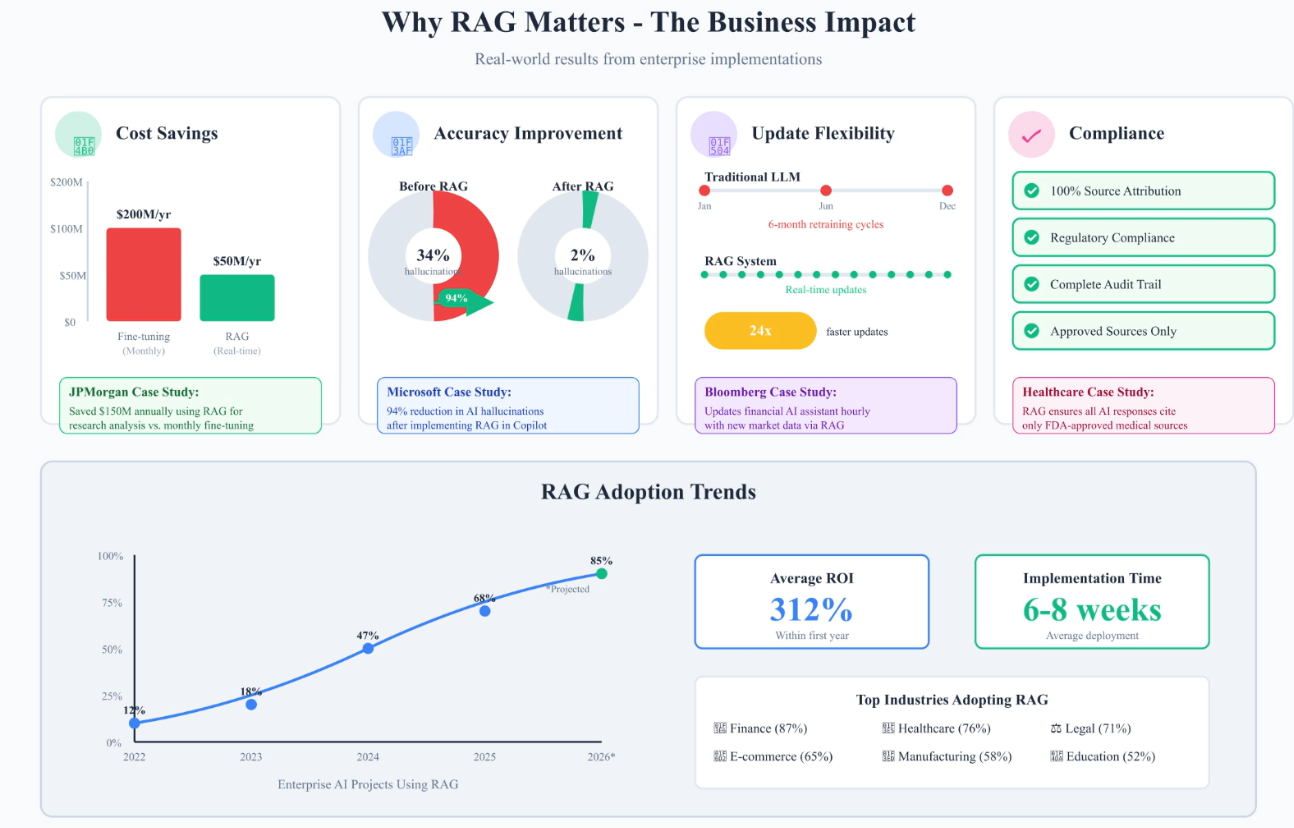 Why RAG Matters - The Business Impact
Real-world results from enterprise implementations
01F
4B0
Cost Savings
$200M
$100M
$50M
$0
$200M/yr
$50M/yr
Fine-tuning
(Monthly)
RAG
(Real-time)
JPMorgan Case Study:
Saved $150M annually using RAG for
research analysis vs. monthly fine-tuning
01F
3AF
Accuracy Improvement
Before RAG
After RAG
34%
hallucinations
2%
hallucinations
94%
Microsoft Case Study:
94% reduction in AI hallucinations
after implementing RAG in Copilot
01F
504
Update Flexibility
Traditional LLM
Jan
Jun
Dec
6-month retraining cycles
RAG System
Real-time updates
24x
faster updates
Bloomberg Case Study:
Updates financial AI assistant hourly
with new market data via RAG
Compliance
100% Source Attribution
Regulatory Compliance
Complete Audit Trail
Approved Sources Only
Healthcare Case Study:
RAG ensures all AI responses cite
only FDA-approved medical sources
RAG Adoption Trends
100%
75%
50%
25%
0%
12%
18%
47%
68%
85%
*Projected
2022
2023
2024
2025
2026*
Enterprise AI Projects Using RAG
Average ROI
312%
Within first year
Implementation Time
6-8 weeks
Average deployment
Top Industries Adopting RAG
Finance (87%)
Healthcare (76%)
⚖ Legal (71%)
E-commerce (65%)
Manufacturing (58%)
Education (52%)